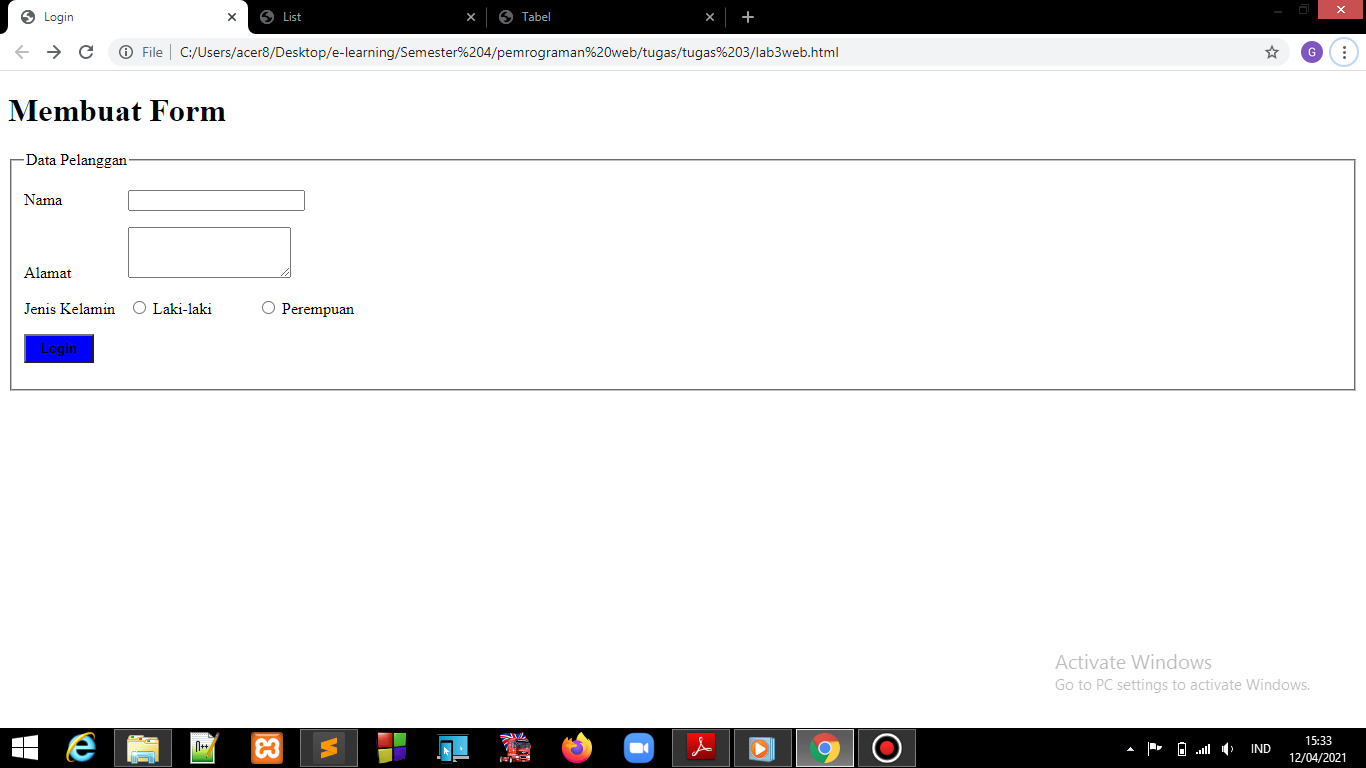 Login
List
Tabel
File
C:/Users/acer8/Desktop/e-learning/Semester%204/pemrograman%20web/tugas/tugas%203/lab3web.html
G
Membuat Form
Data Pelanggan
Nama
Alamat
Jenis Kelamin Laki-laki Perempuan
Login
Activate Windows
Go to PC settings to activate Windows.
N++
IND
15:33
12/04/2021